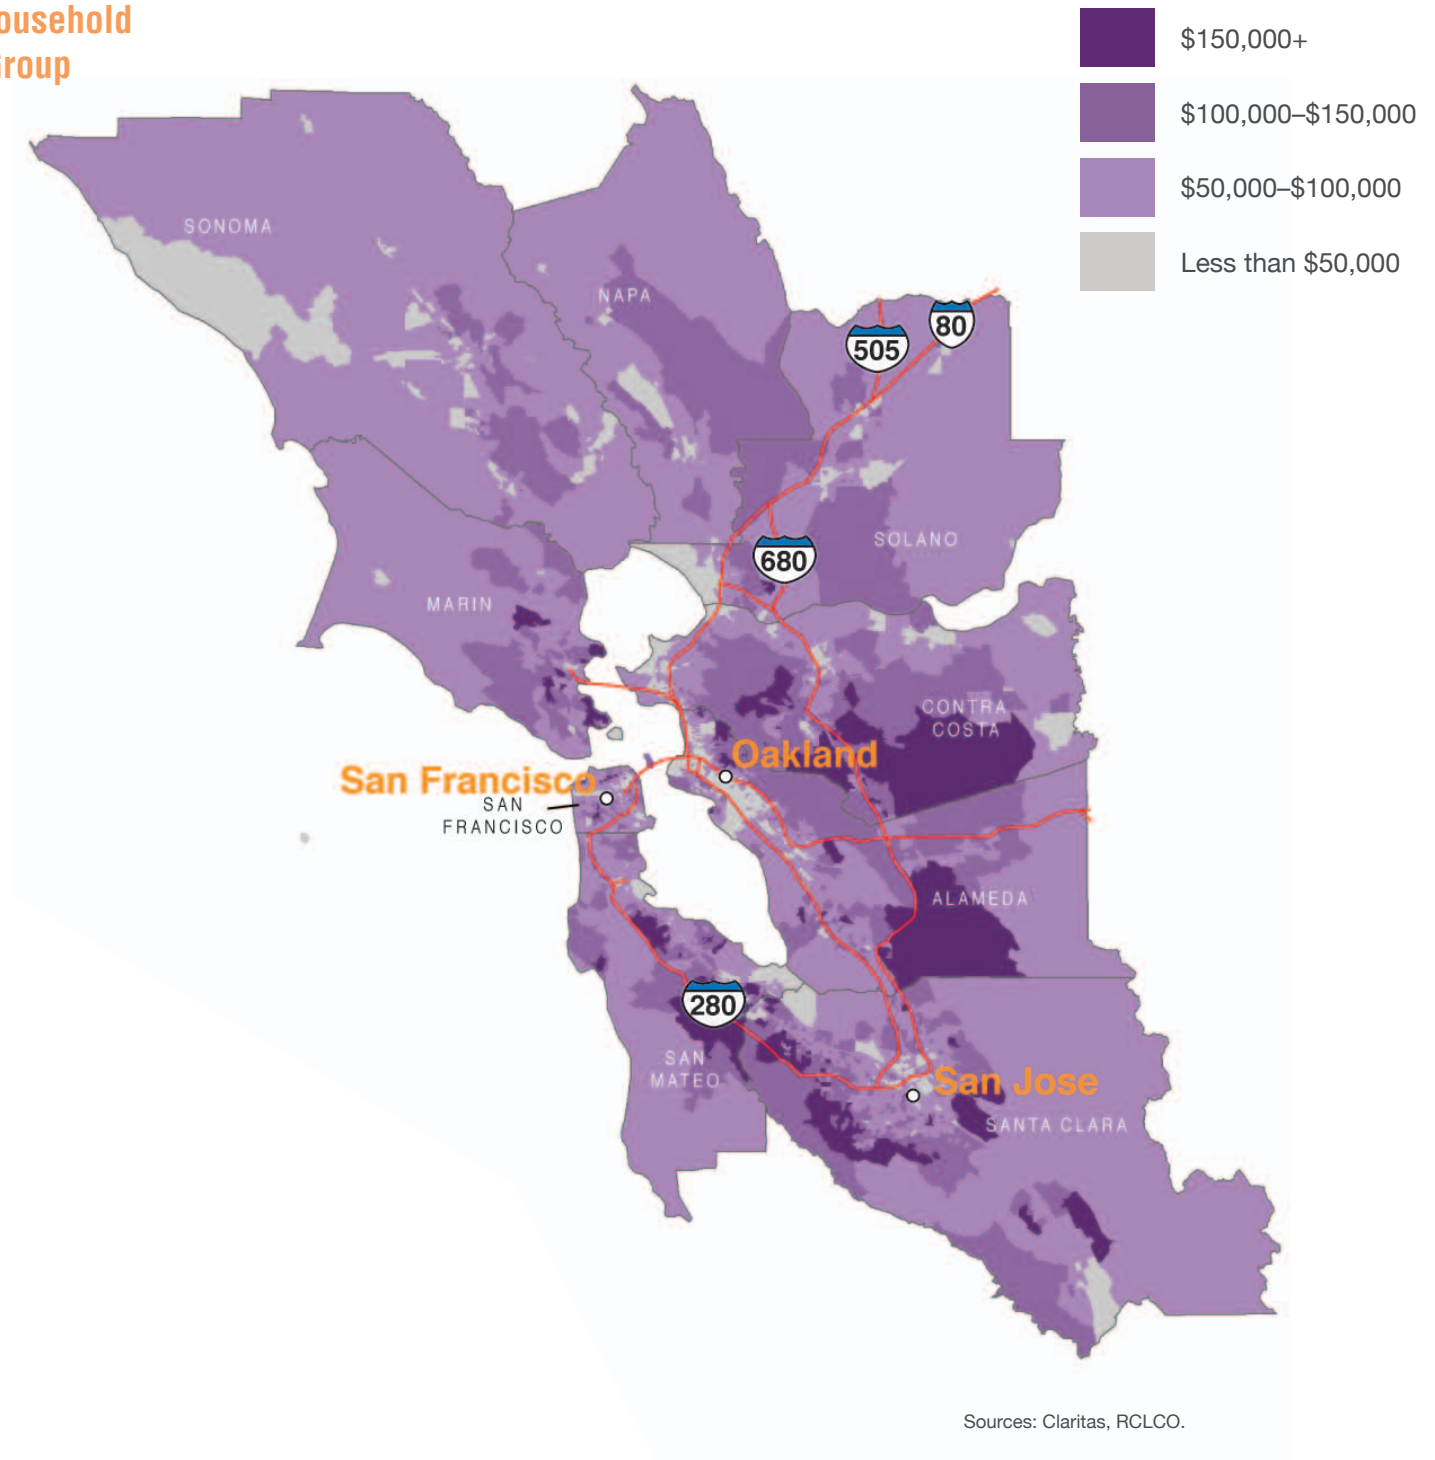 ousehold
roup
$150,000+
$100,000–$150,000
$50,000–$100,000
Less than $50,000
SONOMA
NAPA
505
80
680
SOLANO
MARIN
CONTRA
COSTA
Oakland
San Francisco
SAN
FRANCISCO
ALAMEDA
280
SAN
MATEO
San Jose
SANTA CLARA
Sources: Claritas, RCLCO.